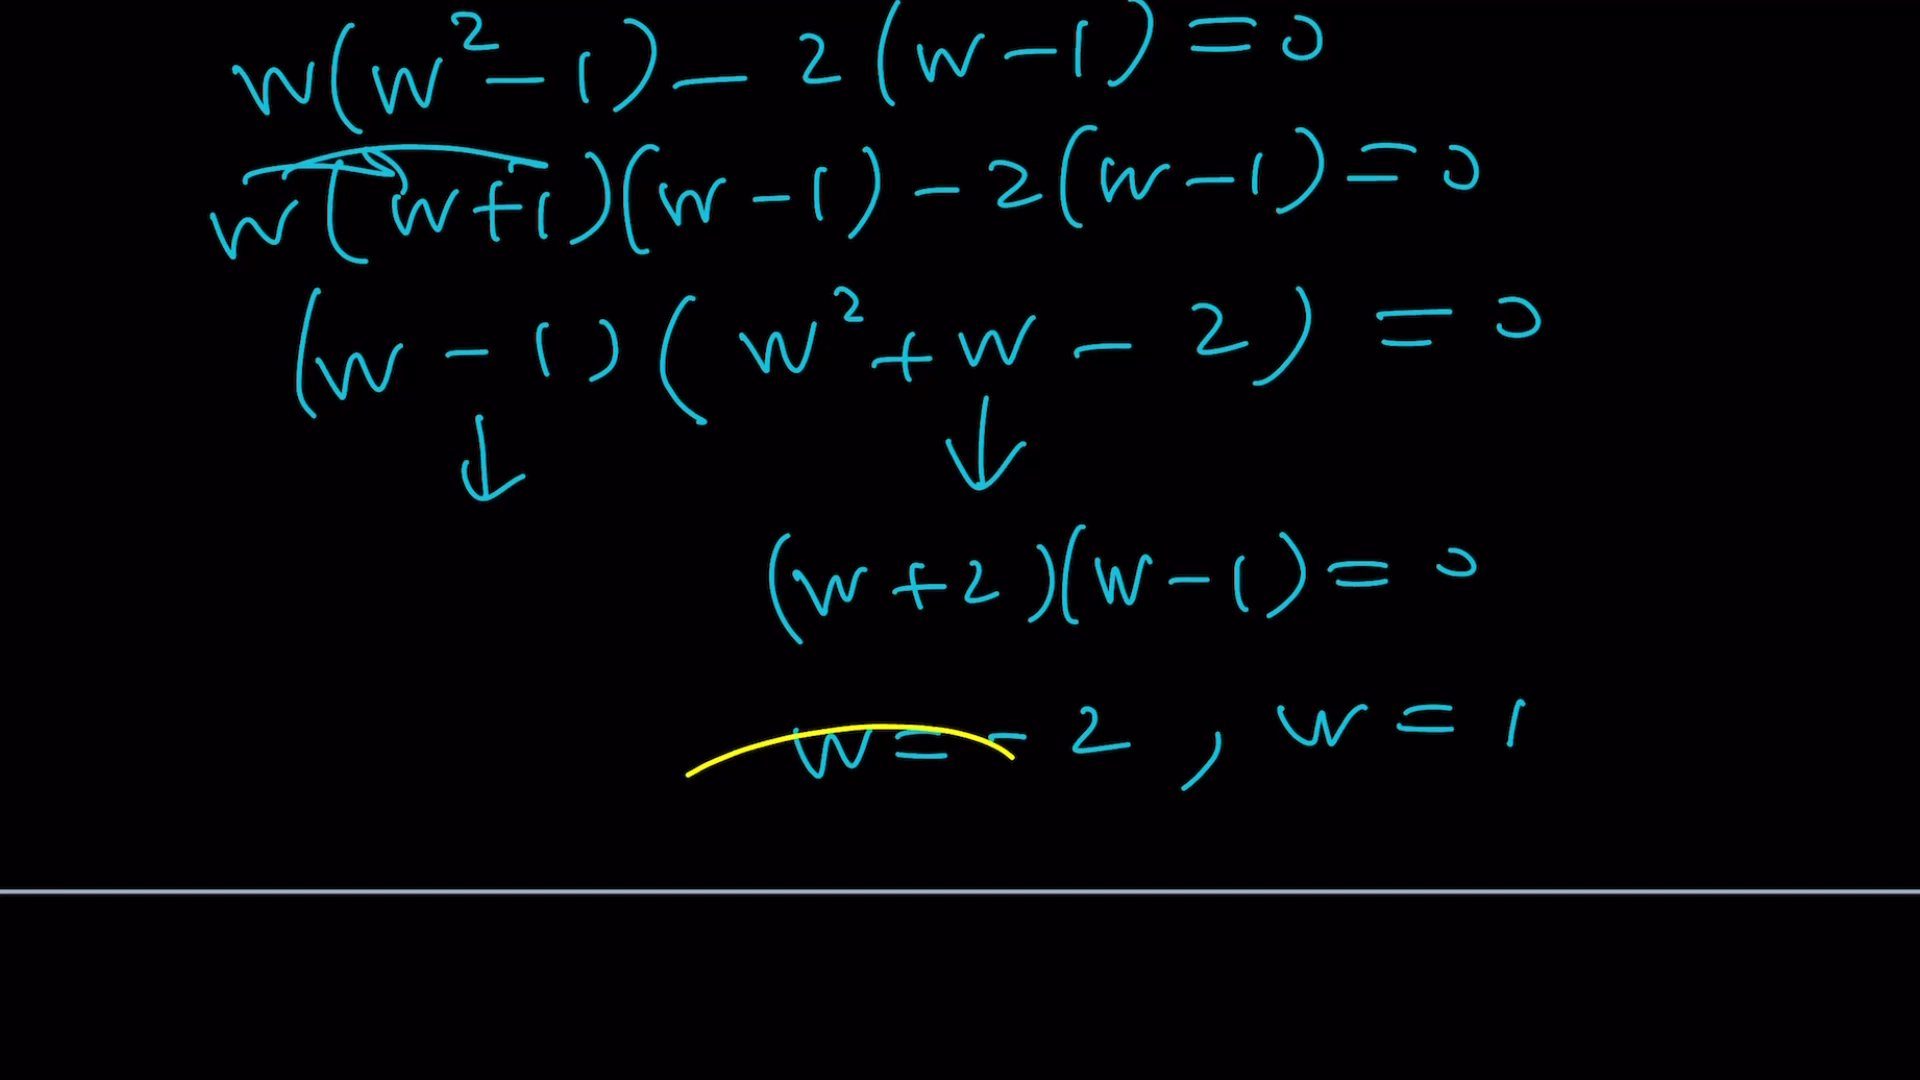 w(w²-1)-2(w-1)=0
w(w+1)(w-1)-2(w-1)=0
(w-1)(w²+w-2)=0
(w+2)(w-1)=0
w=-2, w=1